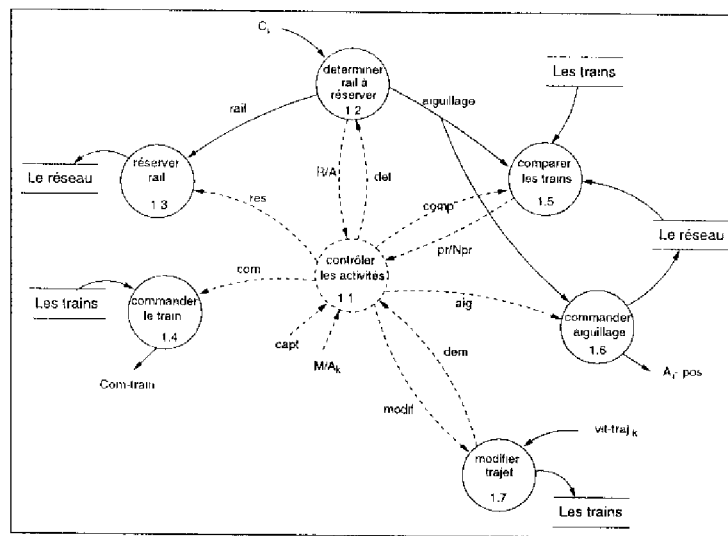 determiner
rail à
réserver
1 2
aiguillage
Les trains
rail
réserver
rail
1 3
Le réseau
comparer
les trains
1.5
del
res
comp
Le réseau
contrôler
les activités
1 1
pr/Npr
com
Les trains
commander
le train
1.4
aig
commander
aiguillage
1.6
capt
M/Ak
dem
Com-train
modif
vit-traj k
modifier
trajet
1.7
Les trains